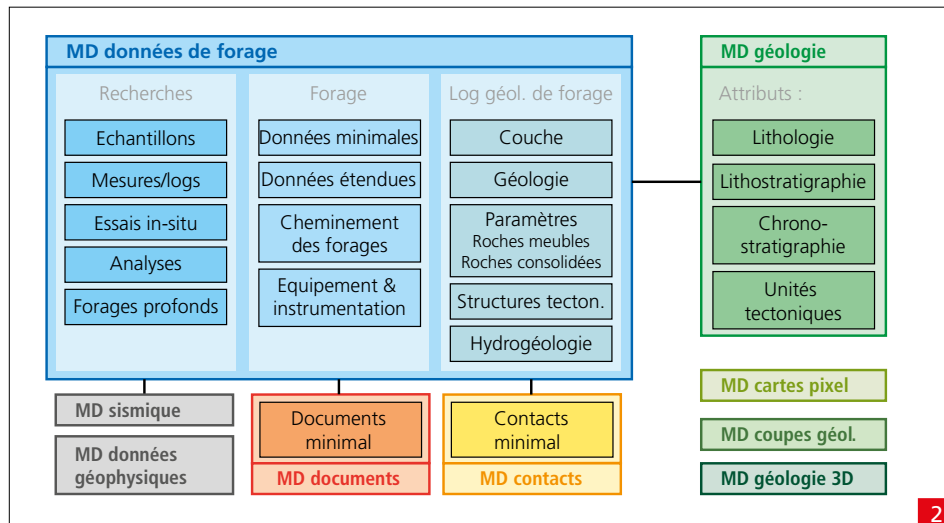 MD données de forage
Recherches
Echantillons
Mesures/logs
Essais in-situ
Analyses
Forages profonds
Forage
Données minimales
Données étendues
Cheminement
des forages
Equipement &
instrumentation
Log géol. de forage
Couche
Géologie
Paramètres
Roches meubles
Roches consolidées
Structures tecton.
Hydrogéologie
MD géologie
Attributs :
Lithologie
Lithostratigraphie
Chrono-
stratigraphie
Unités
tectoniques
MD sismique
MD données
géophysiques
Documents
minimal
MD documents
Contacts
minimal
MD contacts
MD cartes pixel
MD coupes géol.
MD géologie 3D
2